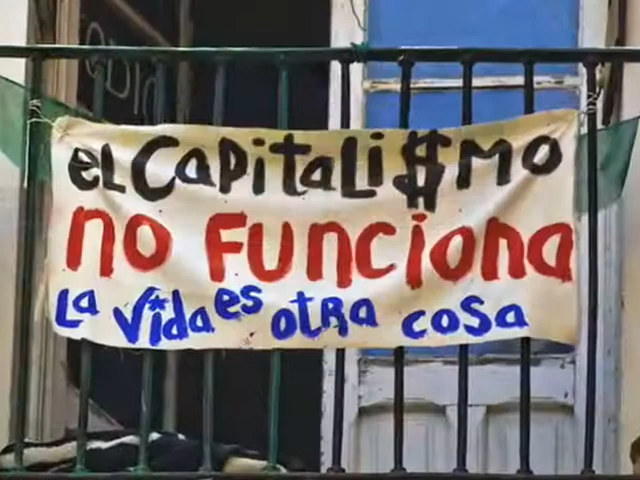 eL CaPitaLi$mo
no Funciona
La Vida es otRa cosa